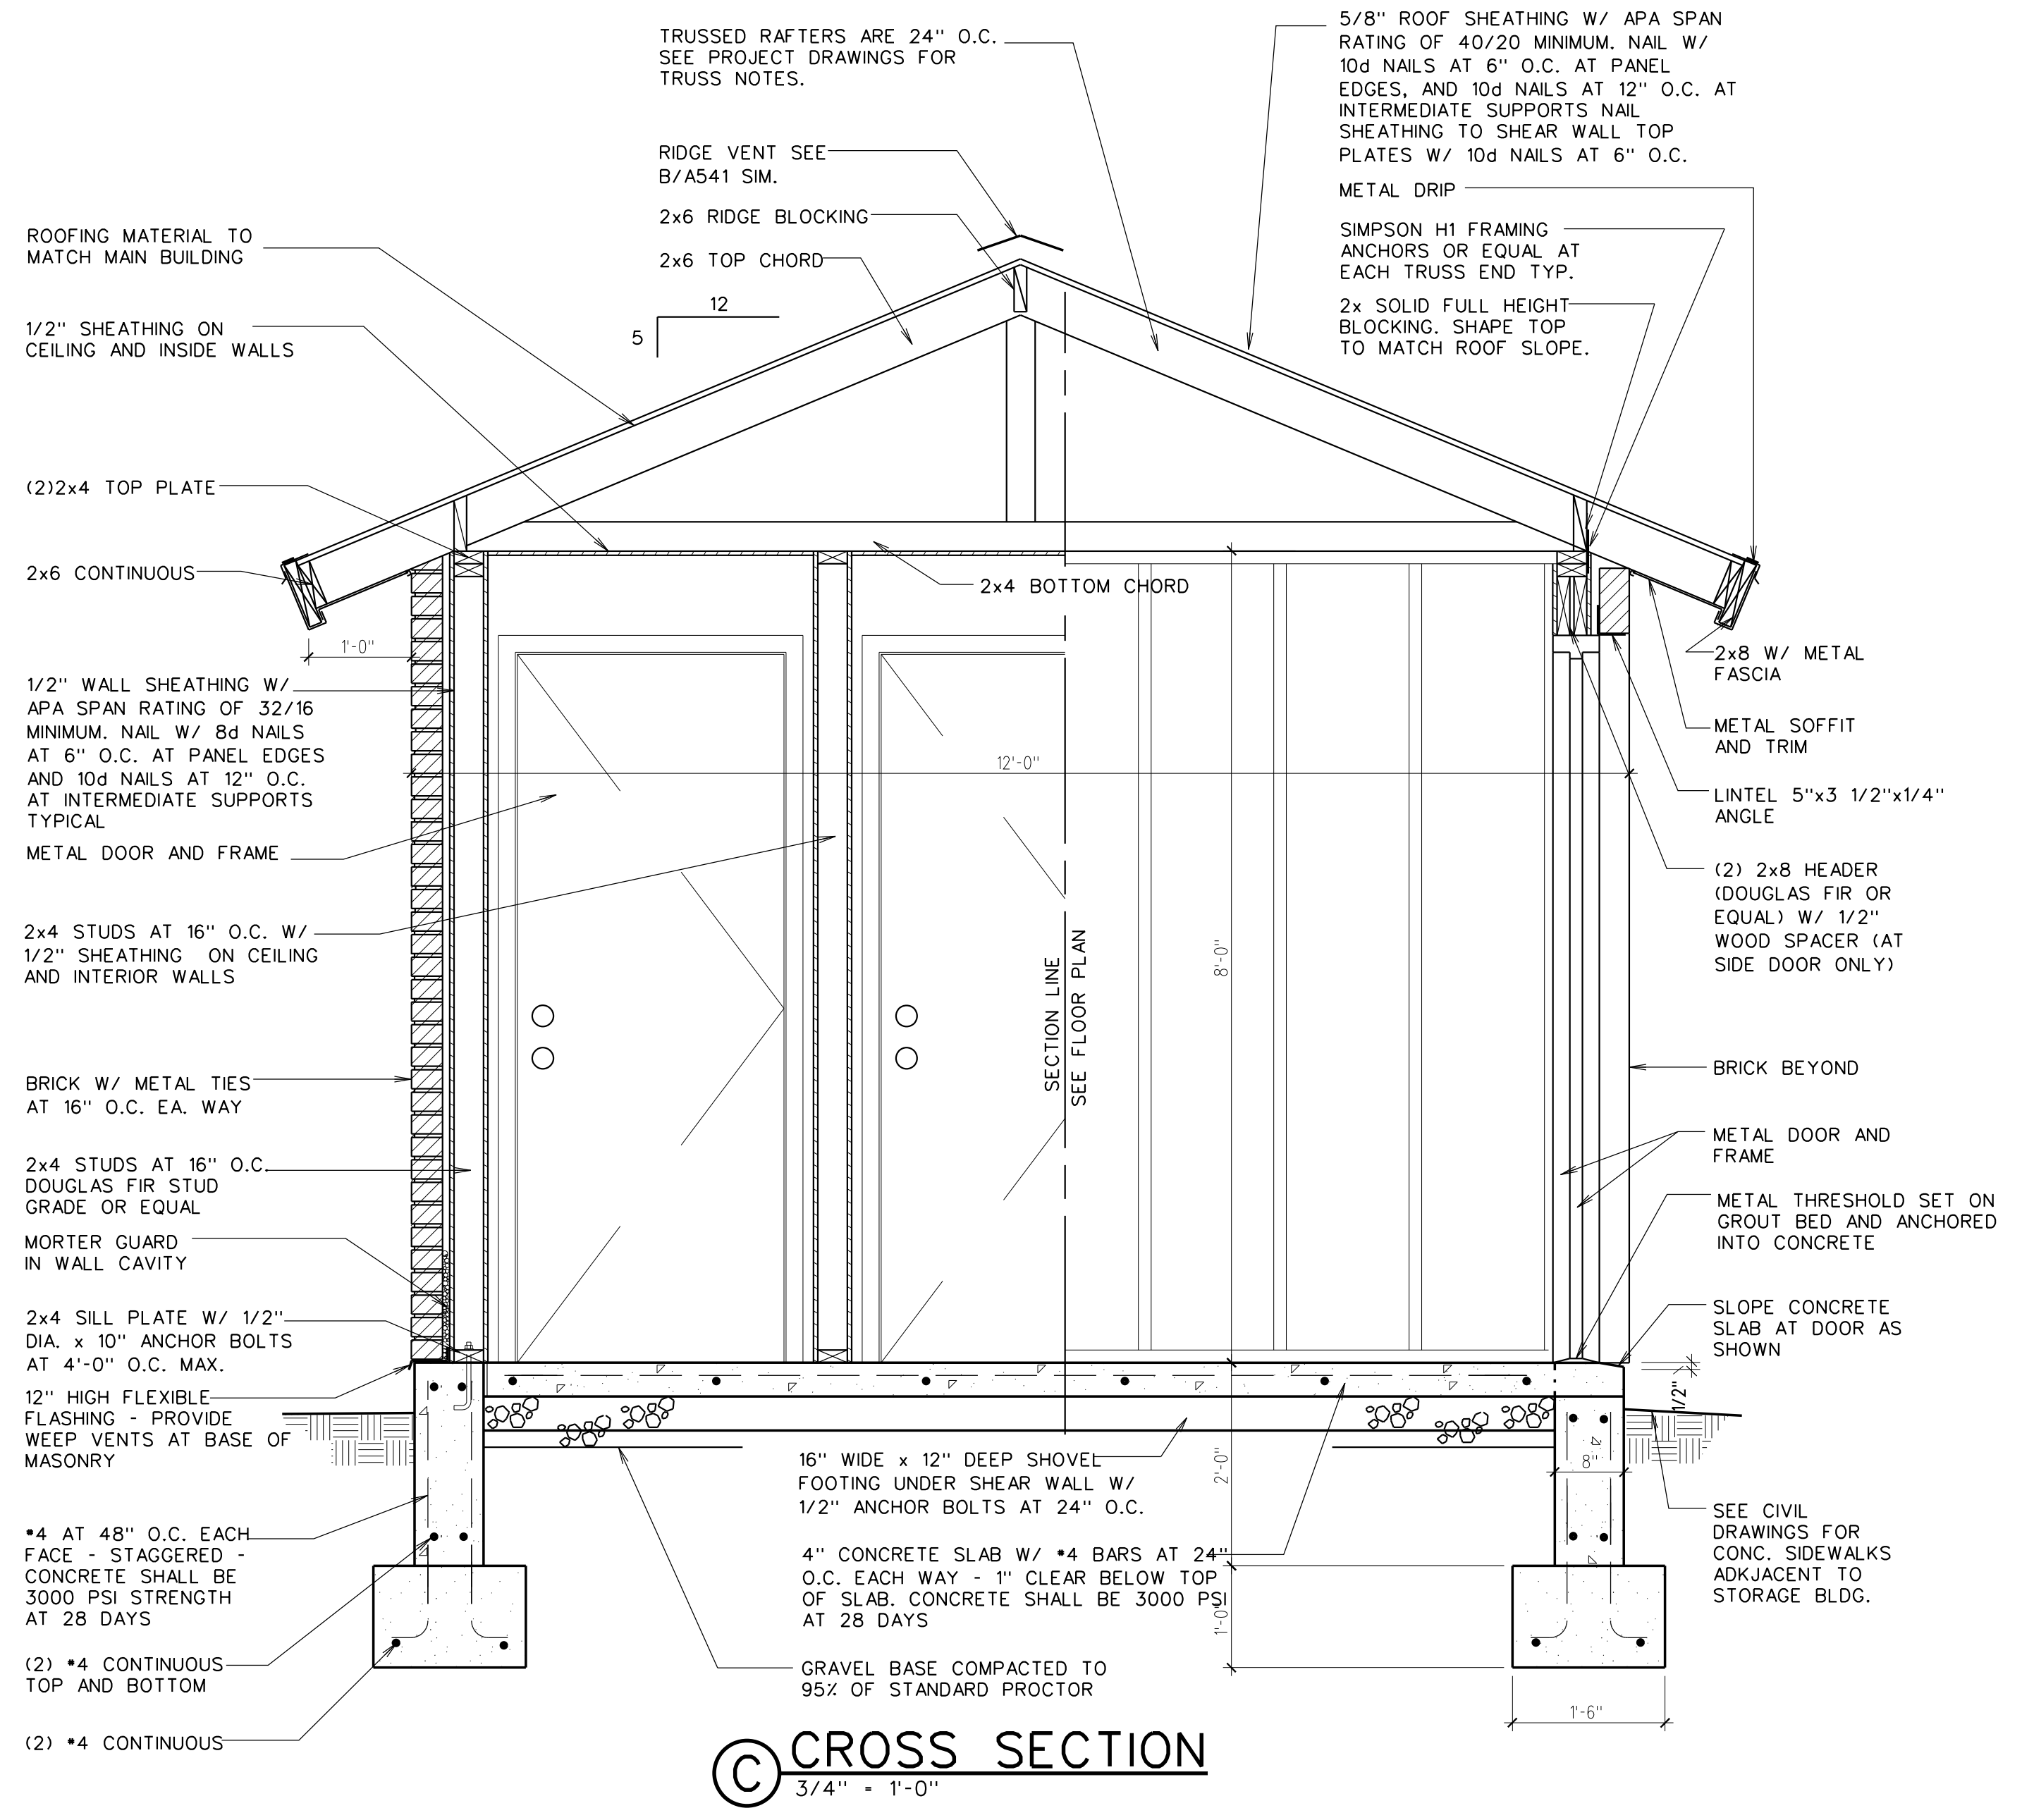 TRUSSED RAFTERS ARE 24" O.C.
SEE PROJECT DRAWINGS FOR
TRUSS NOTES.
RIDGE VENT SEE
B/A541 SIM.
2x6 RIDGE BLOCKING
2x6 TOP CHORD
12
5
5/8" ROOF SHEATHING W/ APA SPAN
RATING OF 40/20 MINIMUM. NAIL W/
10d NAILS AT 6" O.C. AT PANEL
EDGES, AND 10d NAILS AT 12" O.C. AT
INTERMEDIATE SUPPORTS NAIL
SHEATHING TO SHEAR WALL TOP
PLATES W/ 10d NAILS AT 6" O.C.
METAL DRIP
SIMPSON H1 FRAMING
ANCHORS OR EQUAL AT
EACH TRUSS END TYP.
2x SOLID FULL HEIGHT
BLOCKING. SHAPE TOP
TO MATCH ROOF SLOPE.
ROOFING MATERIAL TO
MATCH MAIN BUILDING
1/2" SHEATHING ON
CEILING AND INSIDE WALLS
(2)2x4 TOP PLATE
2x6 CONTINUOUS
1'-0"
1/2" WALL SHEATHING W/
APA SPAN RATING OF 32/16
MINIMUM. NAIL W/ 8d NAILS
AT 6" O.C. AT PANEL EDGES
AND 10d NAILS AT 12" O.C.
AT INTERMEDIATE SUPPORTS
TYPICAL
METAL DOOR AND FRAME
2x4 STUDS AT 16" O.C. W/
1/2" SHEATHING ON CEILING
AND INTERIOR WALLS
BRICK W/ METAL TIES
AT 16" O.C. EA. WAY
2x4 STUDS AT 16" O.C.
DOUGLAS FIR STUD
GRADE OR EQUAL
MORTER GUARD
IN WALL CAVITY
2x4 SILL PLATE W/ 1/2"
DIA. x 10" ANCHOR BOLTS
AT 4'-0" O.C. MAX.
12" HIGH FLEXIBLE
FLASHING - PROVIDE
WEEP VENTS AT BASE OF
MASONRY
#4 AT 48" O.C. EACH
FACE - STAGGERED -
CONCRETE SHALL BE
3000 PSI STRENGTH
AT 28 DAYS
(2) #4 CONTINUOUS
TOP AND BOTTOM
(2) #4 CONTINUOUS
2x4 BOTTOM CHORD
12'-0"
SECTION LINE
SEE FLOOR PLAN
8'-0"
2'-0"
1'-0"
16" WIDE x 12" DEEP SHOVEL
FOOTING UNDER SHEAR WALL W/
1/2" ANCHOR BOLTS AT 24" O.C.
4" CONCRETE SLAB W/ #4 BARS AT 24"
O.C. EACH WAY - 1" CLEAR BELOW TOP
OF SLAB. CONCRETE SHALL BE 3000 PSI
AT 28 DAYS
GRAVEL BASE COMPACTED TO
95% OF STANDARD PROCTOR
2x8 W/ METAL
FASCIA
METAL SOFFIT
AND TRIM
LINTEL 5"x3 1/2"x1/4"
ANGLE
(2) 2x8 HEADER
(DOUGLAS FIR OR
EQUAL) W/ 1/2"
WOOD SPACER (AT
SIDE DOOR ONLY)
BRICK BEYOND
METAL DOOR AND
FRAME
METAL THRESHOLD SET ON
GROUT BED AND ANCHORED
INTO CONCRETE
SLOPE CONCRETE
SLAB AT DOOR AS
SHOWN
1/2"
8"
SEE CIVIL
DRAWINGS FOR
CONC. SIDEWALKS
ADKJACENT TO
STORAGE BLDG.
1'-6"
C CROSS SECTION
3/4" = 1'-0"